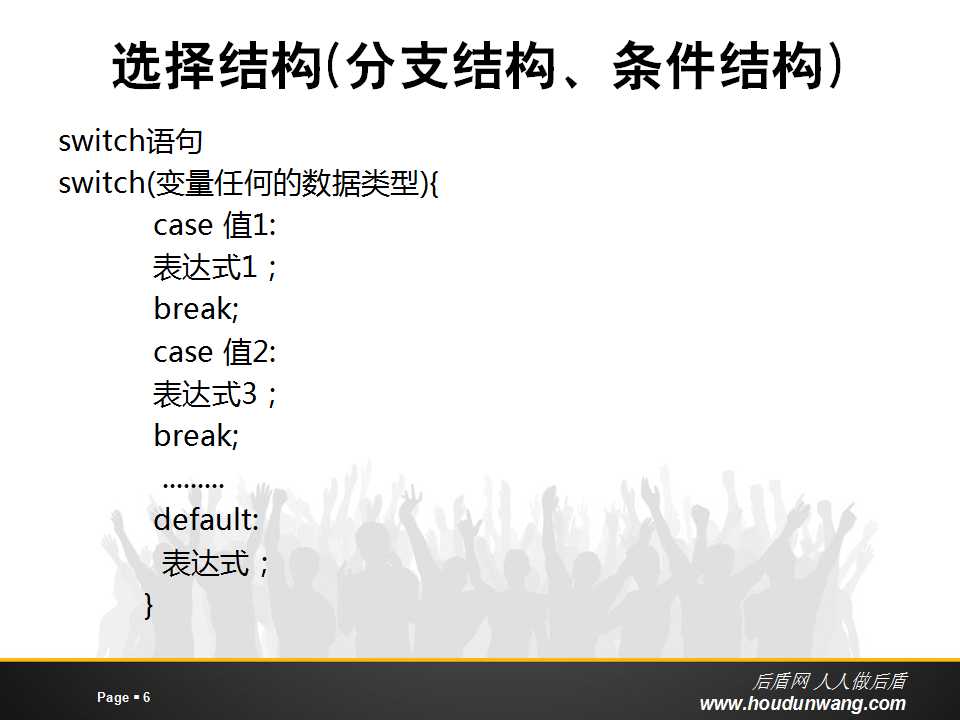 选择结构(分支结构、条件结构)
switch语句
switch(变量任何的数据类型){
case 值1:
表达式1；
break;
case 值2:
表达式3；
break;
.........
default:
表达式；
}
Page ▪ 6
后盾网 人人做后盾
www.houdunwang.com